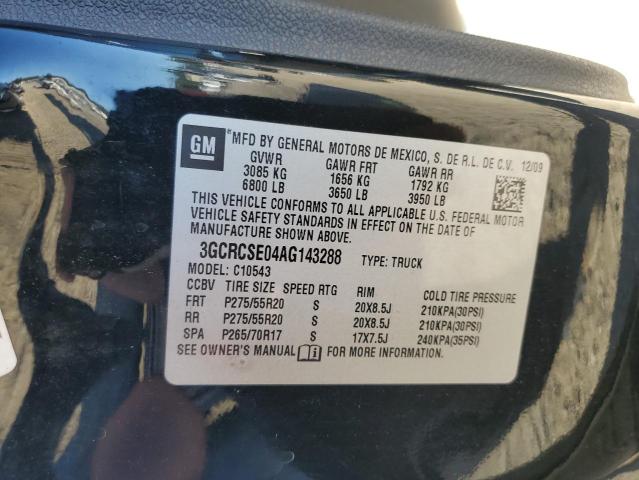 GM ® MFD BY GENERAL MOTORS DE MEXICO, S. DE R.L. DE C.V. 12/09
GVWR GAWR FRT GAWR RR
3085 KG 1656 KG 1792 KG
6800 LB 3650 LB 3950 LB
THIS VEHICLE CONFORMS TO ALL APPLICABLE U.S. FEDERAL MOTOR
VEHICLE SAFETY STANDARDS IN EFFECT ON THE DATE OF
MANUFACTURE SHOWN ABOVE.
3GCRCSE04AG143288 TYPE: TRUCK
MODEL: C10543
CCBV TIRE SIZE SPEED RTG RIM COLD TIRE PRESSURE
FRT P275/55R20 S 20X8.5J 210KPA(30PSI)
RR P275/55R20 S 20X8.5J 210KPA(30PSI)
SPA P265/70R17 S 17X7.5J 240KPA(35PSI)
SEE OWNER'S MANUAL FOR MORE INFORMATION.